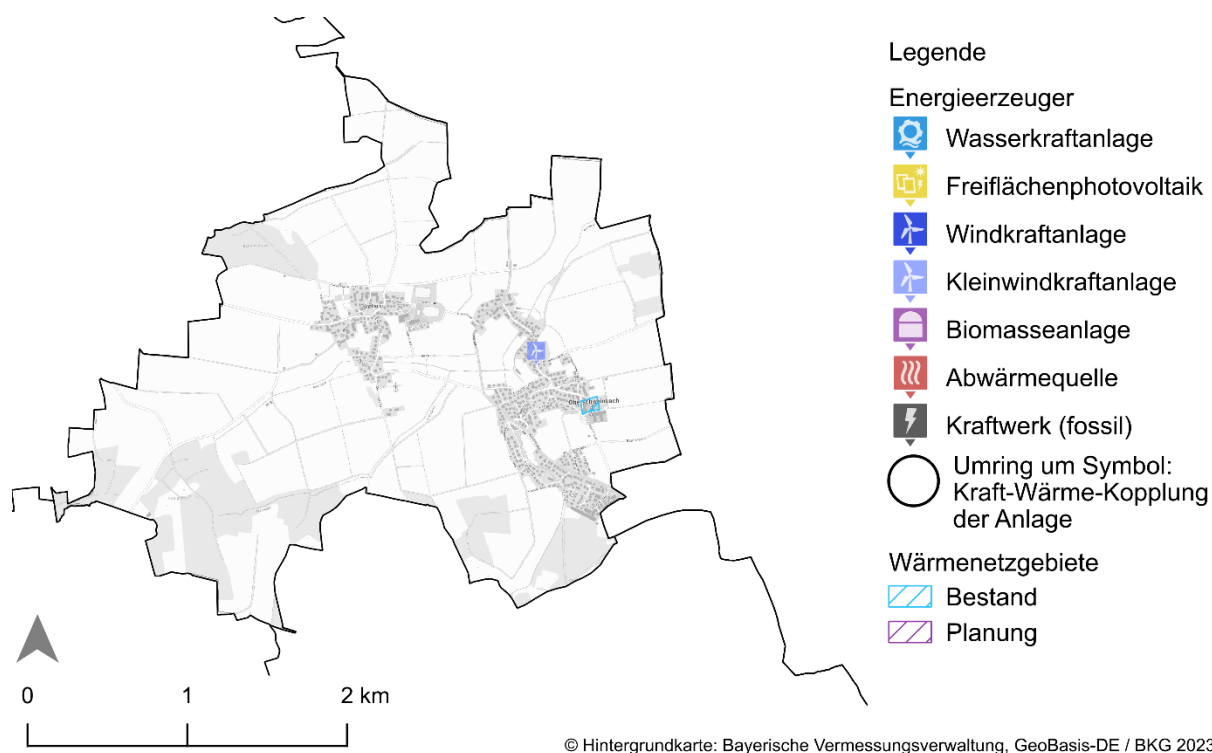 Legende
Energieerzeuger
Wasserkraftanlage
Freiflächenphotovoltaik
Windkraftanlage
Kleinwindkraftanlage
Biomasseanlage
Abwärmequelle
Kraftwerk (fossil)
Umring um Symbol:
Kraft-Wärme-Kopplung
der Anlage
Wärmenetzgebiete
Bestand
Planung
0 1 2 km
© Hintergrundkarte: Bayerische Vermessungsverwaltung, GeoBasis-DE / BKG 2023